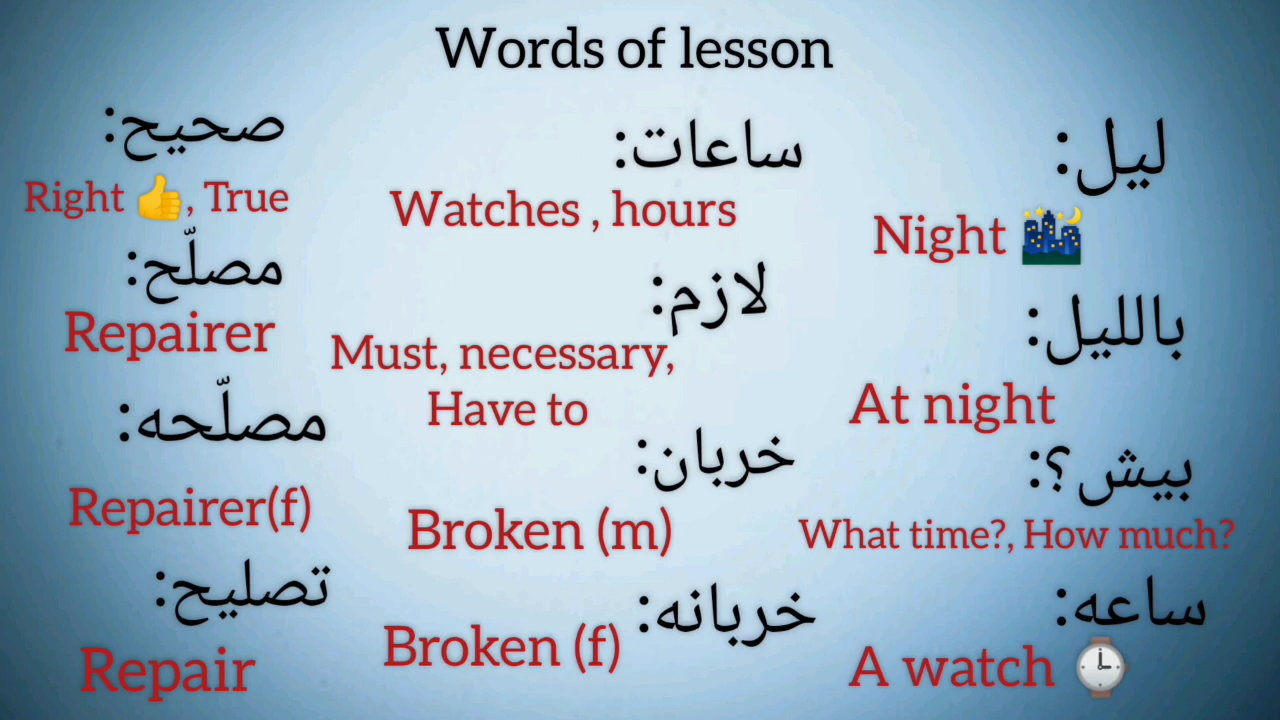 Words of lesson
ليل:
Night 🌃
بالليل:
At night
بيش؟:
What time?, How much?
ساعه:
A watch ⌚
ساعات:
Watches , hours
لازم:
Must, necessary,
Have to
خربان:
Broken (m)
خربانه:
Broken (f)
صحيح:
Right 👍, True
مصلّح:
Repairer
مصلّحه:
Repairer(f)
تصليح:
Repair